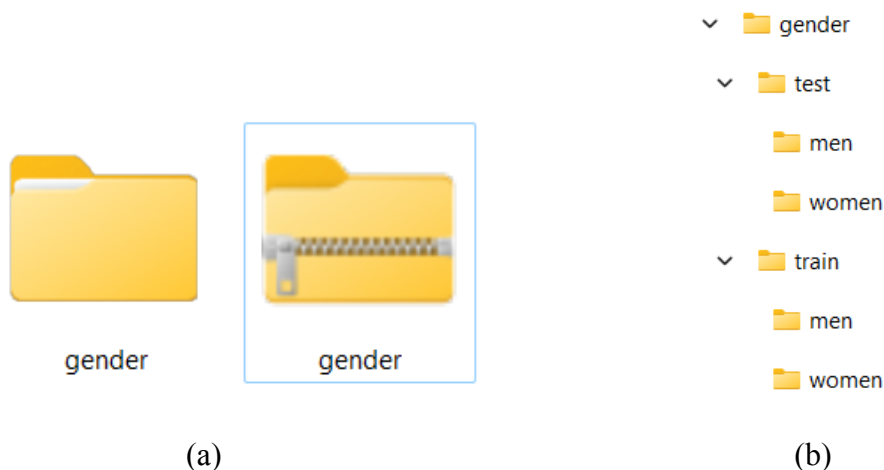 gender
gender
(a)
gender
test
men
women
train
men
women
(b)